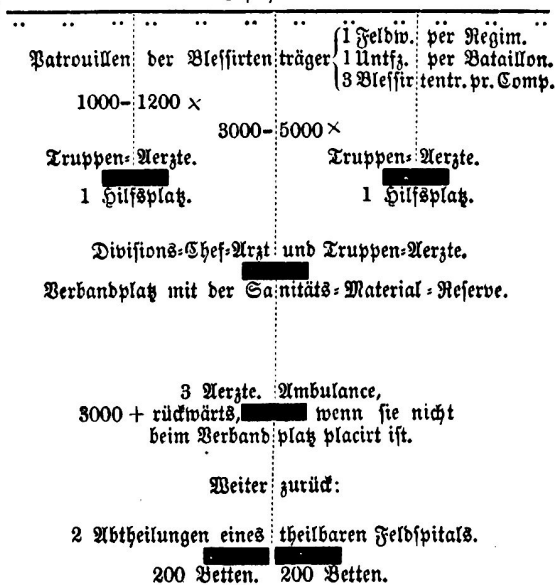 1 Feldw. per Regim.
Patrouillen der Blessirtenträger 1 Untfz. per Bataillon.
3 Blessirtentr. pr. Comp.
1000-1200 ×
3000-5000 ×
Truppen-Aerzte. Truppen-Aerzte.
1 Hilfsplatz. 1 Hilfsplatz.
Divisions-Chef-Arzt und Truppen-Aerzte.
Verbandplatz mit der Sanitäts-Material-Reserve.
3 Aerzte. Ambulance,
3000 + rückwärts, wenn sie nicht
beim Verbandplatz placirt ist.
Weiter zurück:
2 Abtheilungen eines theilbaren Feldspitals.
200 Betten. 200 Betten.